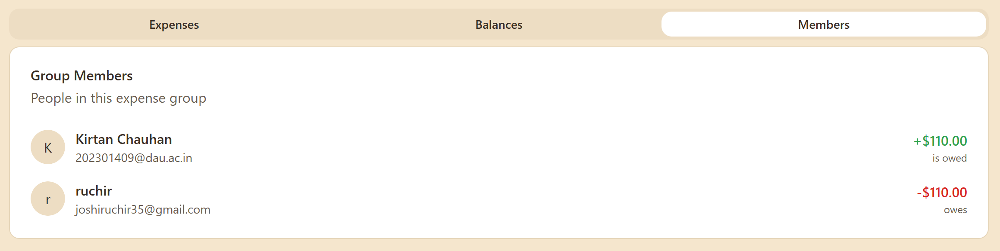 Expenses
Balances
Members
Group Members
People in this expense group
K
Kirtan Chauhan
202301409@dau.ac.in
+$110.00
is owed
r
ruchir
joshiruchir35@gmail.com
-$110.00
owes